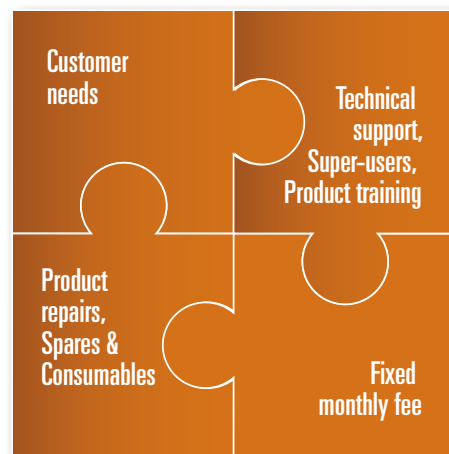 Customer
needs
Technical
support,
Super-users,
Product training
Product
repairs,
Spares &
Consumables
Fixed
monthly fee